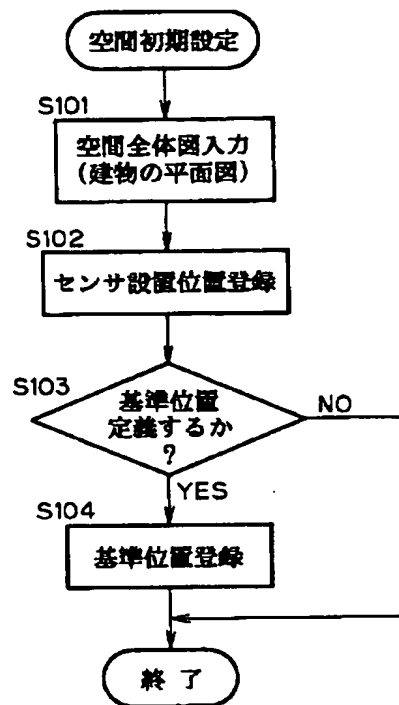 空間初期設定
S101
空間全体図入力
(建物の平面図)
S102
センサ設置位置登録
S103
基準位置
定義するか
?
NO
YES
S104
基準位置登録
終了